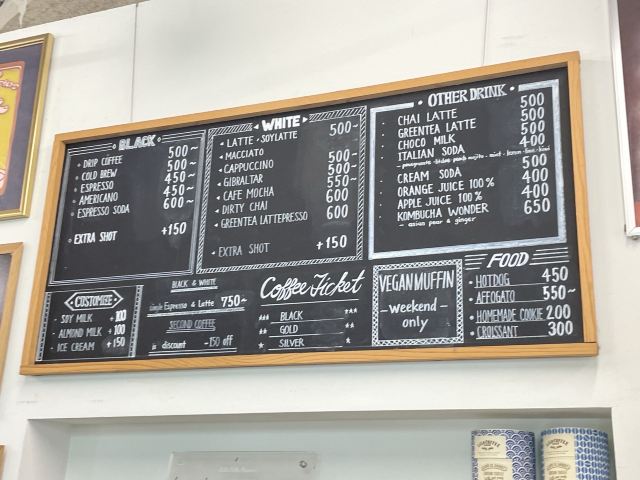 BLACK
DRIP COFFEE 500~
COLD BREW 500~
ESPRESSO 450~
AMERICANO 450~
ESPRESSO SODA 600~
EXTRA SHOT +150
WHITE
LATTE · SOYLATTE 500~
MACCIATO
CAPPUCCINO 500~
GIBRALTAR 500~
CAFE MOCHA 550~
DIRTY CHAI 600
GREENTEA LATTEPRESSO 600
EXTRA SHOT +150
OTHER DRINK
CHAI LATTE 500
GREENTEA LATTE 500
CHOCO MILK 500
ITALIAN SODA 400
CREAM SODA 500
ORANGE JUICE 100% 400
APPLE JUICE 100% 400
KOMBUCHA WONDER 650
- asian pear & ginger
CUSTOMIZE
SOY MILK +100
ALMOND MILK +100
ICE CREAM +150
BLACK & WHITE
single Espresso & Latte 750~
SECOND COFFEE
is discount -150 off
Coffee Ticket
BLACK
GOLD
SILVER
VEGAN MUFFIN
- weekend -
only
FOOD
HOTDOG 450
AFFOGATO 550~
HOMEMADE COOKIE 200
CROISSANT 300